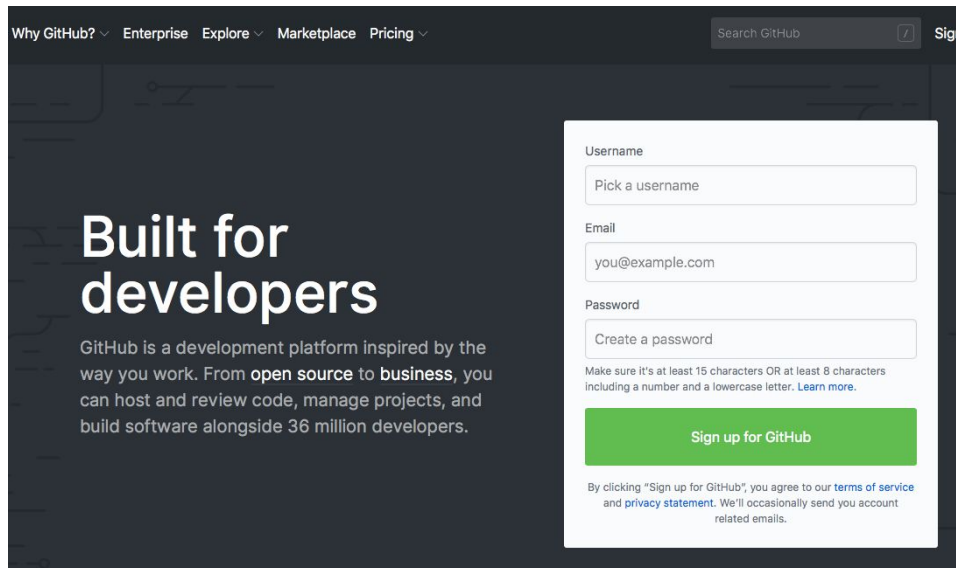 Why GitHub? Enterprise Explore Marketplace Pricing Search GitHub /
Built for
developers
GitHub is a development platform inspired by the
way you work. From open source to business, you
can host and review code, manage projects, and
build software alongside 36 million developers.
Username
Pick a username
Email
you@example.com
Password
Create a password
Make sure it's at least 15 characters OR at least 8 characters
including a number and a lowercase letter. Learn more.
Sign up for GitHub
By clicking “Sign up for GitHub”, you agree to our terms of service
and privacy statement. We'll occasionally send you account
related emails.